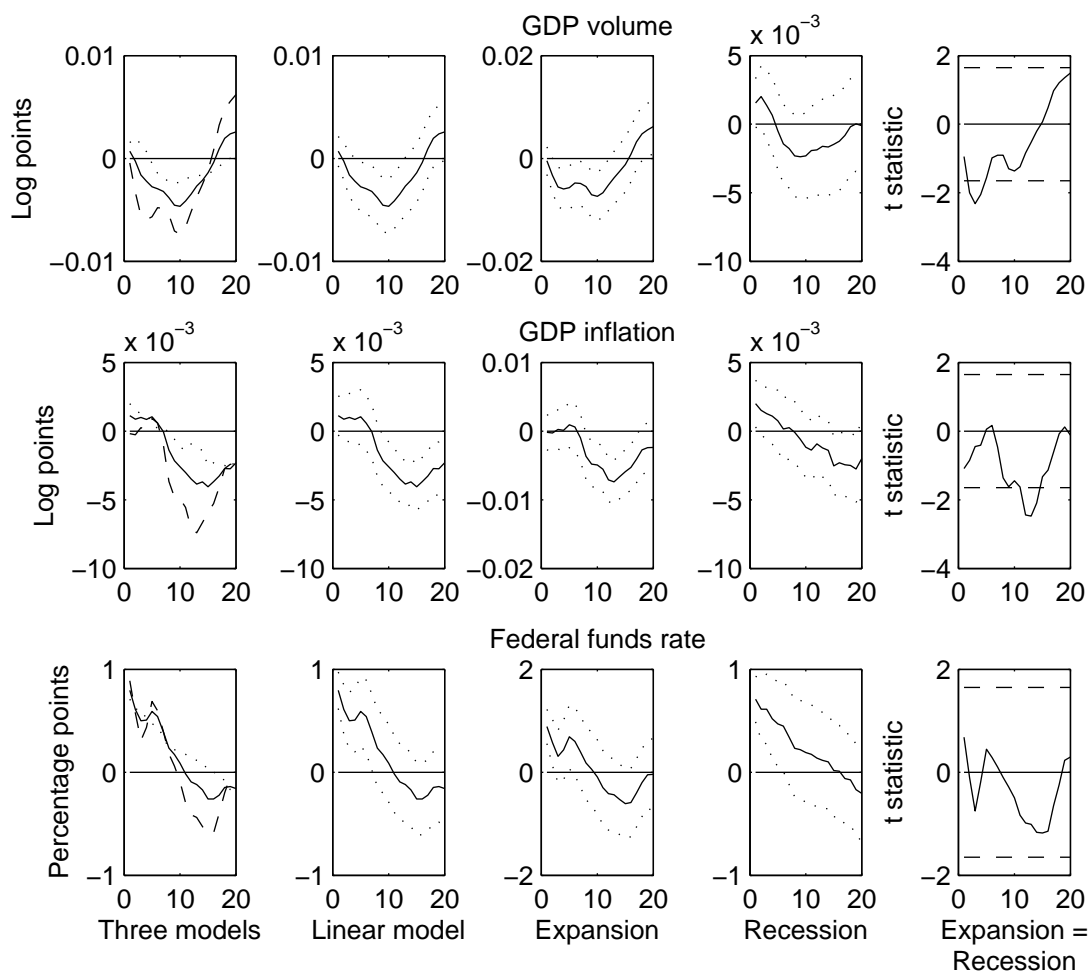 GDP volume
x 10⁻³
0.01
0
−0.01
0 10 20
Log points
0.01
0
−0.01
0 10 20
0.02
0
−0.02
0 10 20
5
0
−5
−10
0 10 20
2
0
−2
−4
0 10 20
t statistic
GDP inflation
x 10⁻³
5
0
−5
−10
0 10 20
Log points
x 10⁻³
5
0
−5
−10
0 10 20
0.01
0
−0.01
−0.02
0 10 20
x 10⁻³
5
0
−5
−10
0 10 20
2
0
−2
−4
0 10 20
t statistic
Federal funds rate
1
0
−1
0 10 20
Percentage points
Three models
1
0
−1
0 10 20
Linear model
2
0
−2
0 10 20
Expansion
1
0
−1
0 10 20
Recession
2
0
−2
0 10 20
t statistic
Expansion =
Recession